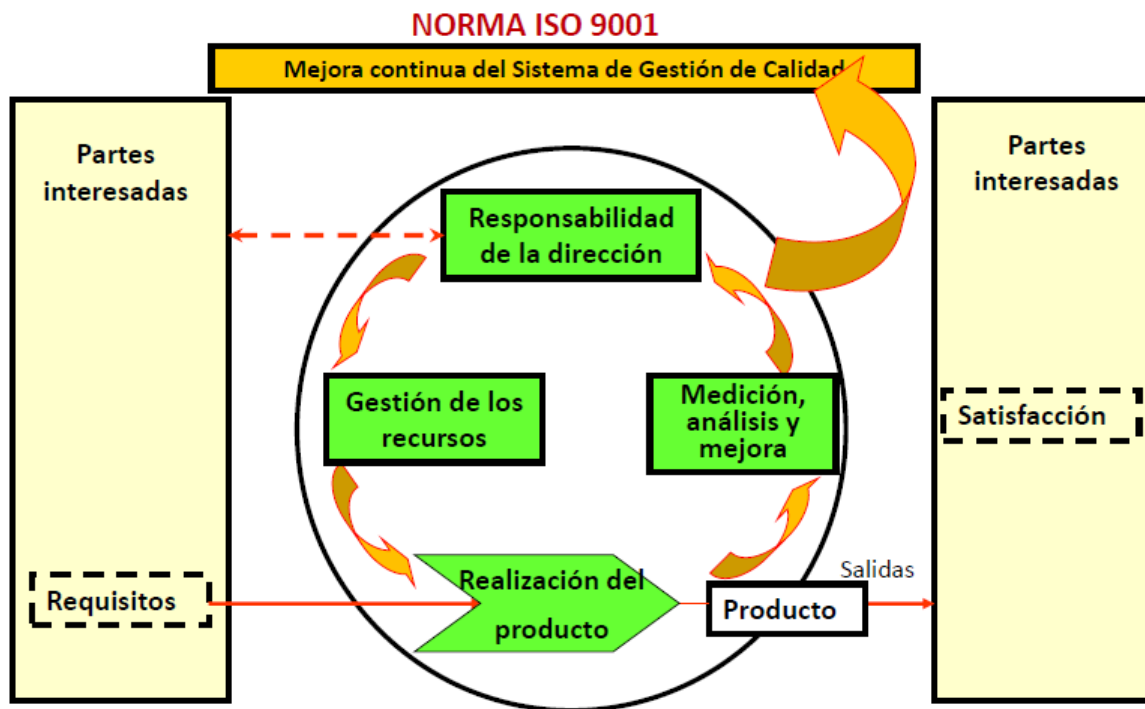 NORMA ISO 9001
Mejora continua del Sistema de Gestión de Calidad
Partes
interesadas
Partes
interesadas
Responsabilidad
de la dirección
Gestión de los
recursos
Medición,
análisis y
mejora
Satisfacción
Requisitos
Realización del
producto
Producto
Salidas